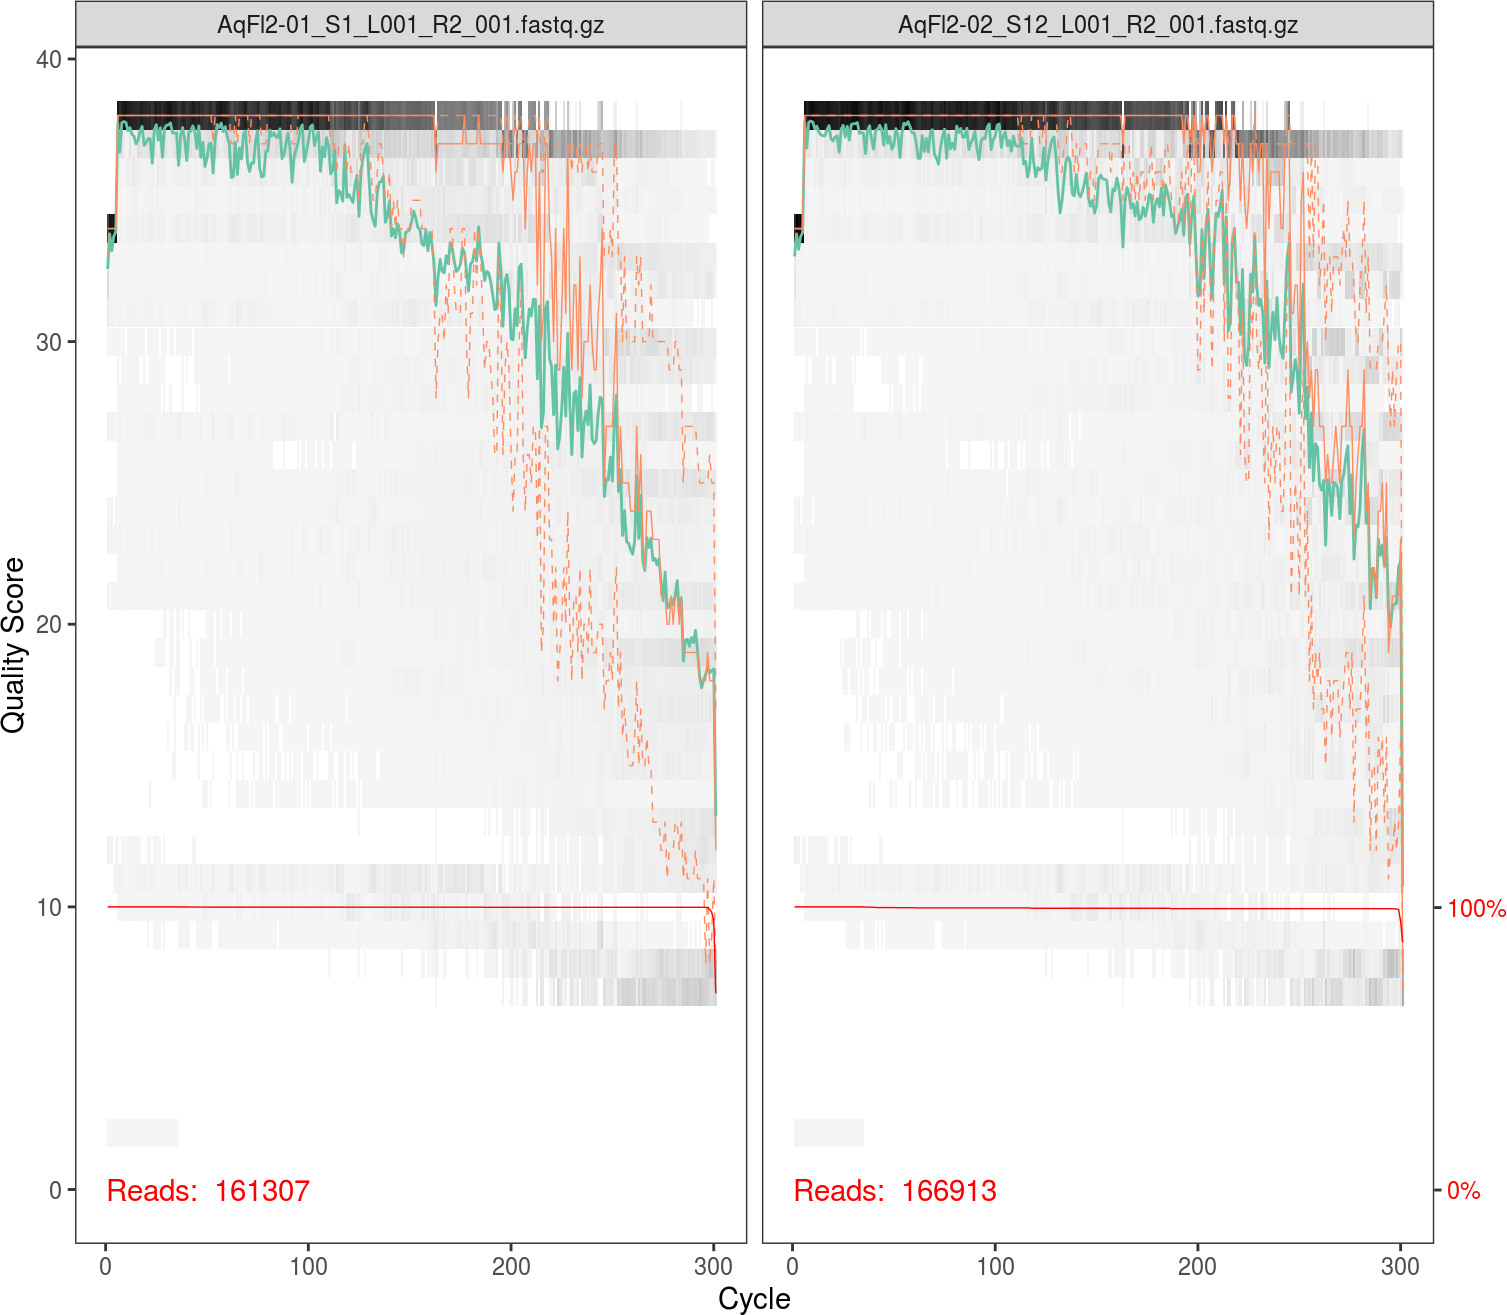 AqFl2-01_S1_L001_R2_001.fastq.gz
AqFl2-02_S12_L001_R2_001.fastq.gz
Quality Score
40
30
20
10
0
100%
0%
Reads: 161307
Reads: 166913
0
100
200
300
0
100
200
300
Cycle